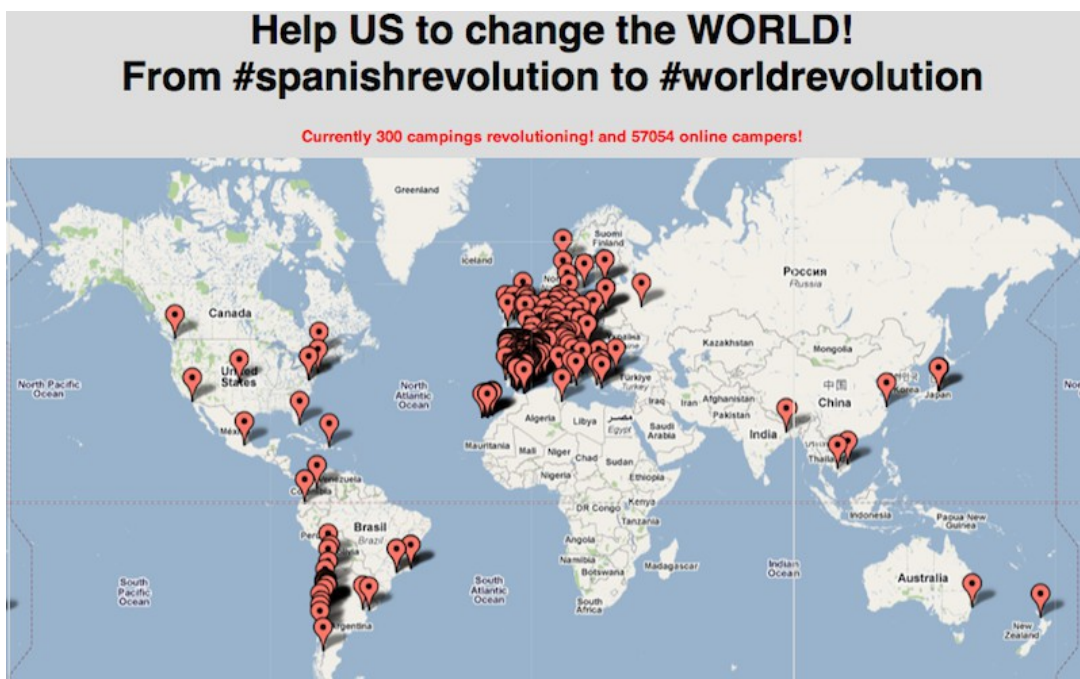 Help US to change the WORLD!
From #spanishrevolution to #worldrevolution
Currently 300 campings revolutioning! and 57054 online campers!
Greenland
Iceland
Suomi
Finland
Россия
Russia
Canada
United
States
North Pacific
Ocean
North
Atlantic
Ocean
Kazakhstan
Mongolia
Türkiye
Turkey
中国
China
Japan
Iraq
Iran
Afghanistan
Pakistan
Algeria
Libya
مصر
Egypt
Saudi
Arabia
India
Mauritania
Mali
Niger
Chad
Sudan
Nigeria
Ethiopia
DR Congo
Kenya
Tanzania
Indonesia
Papua New
Guinea
Brasil
Brazil
Angola
Namibia
Botswana
Madagascar
South
Africa
Indian
Ocean
South
Pacific
Ocean
South
Atlantic
Ocean
Australia
New
Zealand